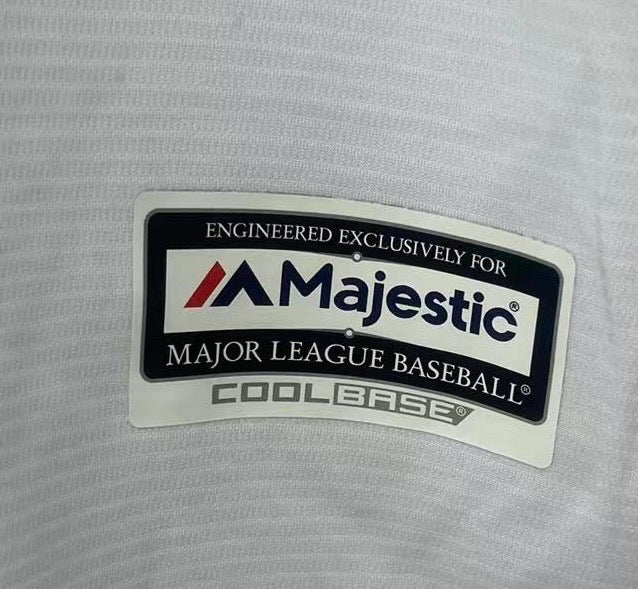 ENGINEERED EXCLUSIVELY FOR
Majestic®
MAJOR LEAGUE BASEBALL®
COOLBASE®